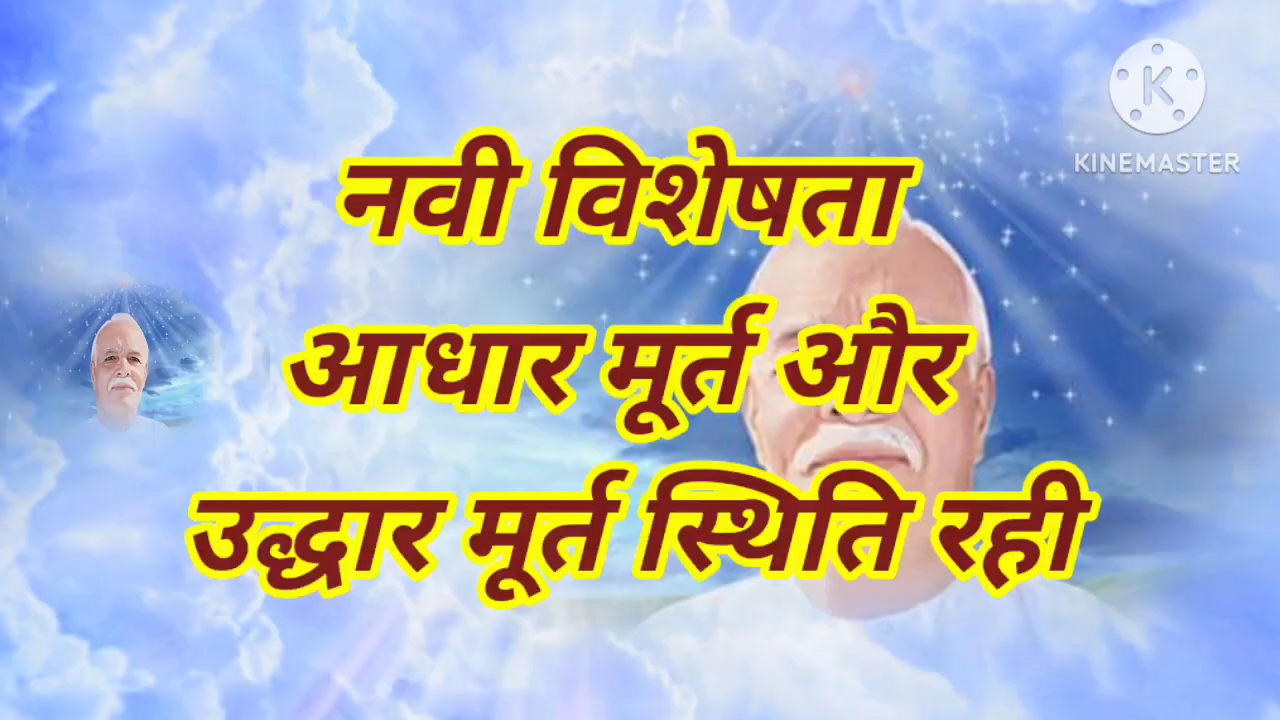 K
KINEMASTER
नवी विशेषता
आधार मूर्त और
उद्धार मूर्त स्थिति रही